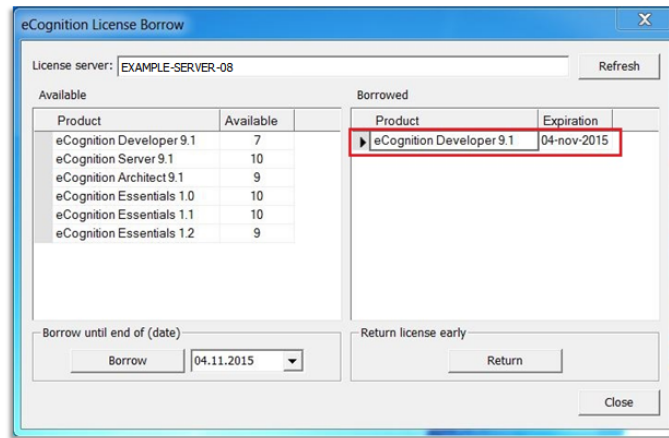 eCognition License Borrow
X
License server: EXAMPLE-SERVER-08 Refresh
Available
Product Available
eCognition Developer 9.1 7
eCognition Server 9.1 10
eCognition Architect 9.1 9
eCognition Essentials 1.0 10
eCognition Essentials 1.1 10
eCognition Essentials 1.2 9
Borrowed
Product Expiration
eCognition Developer 9.1 04-nov-2015
Borrow until end of (date)
Borrow 04.11.2015
Return license early
Return
Close